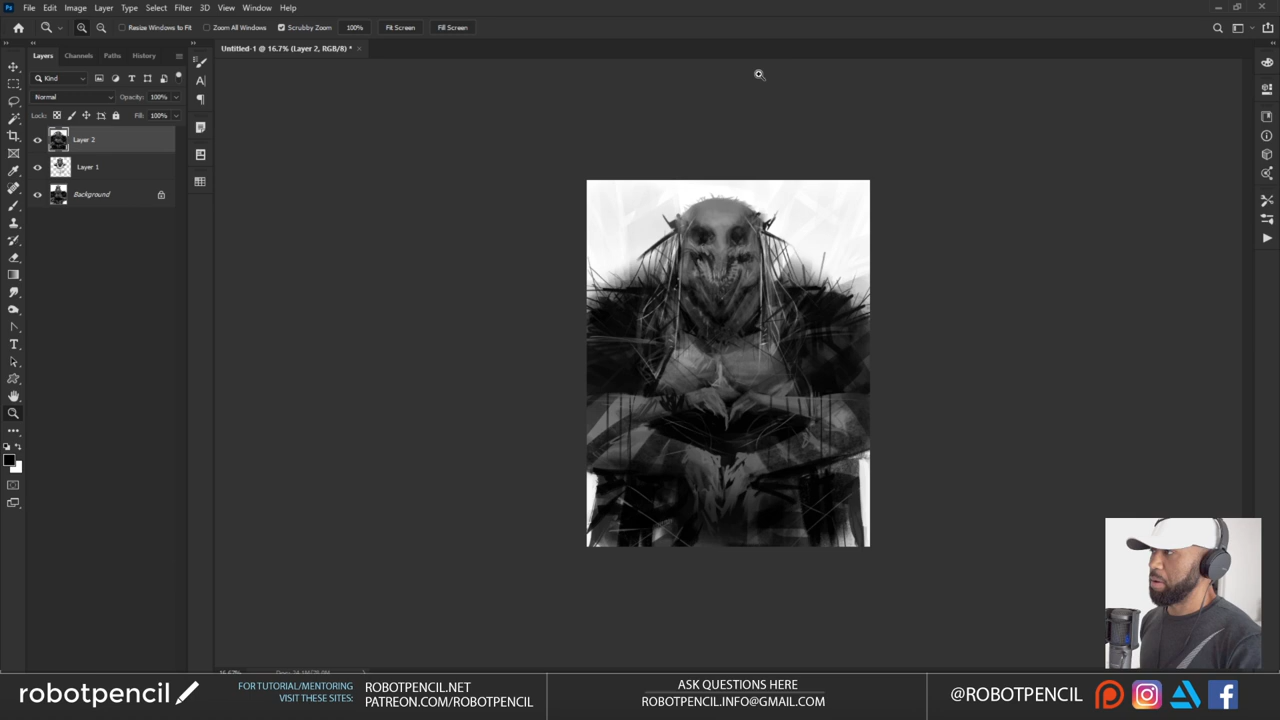 Ps File Edit Image Layer Type Select Filter 3D View Window Help
Resize Windows to Fit Zoom All Windows Scrubby Zoom 100% Fit Screen Fill Screen
Layers Channels Paths History
Untitled-1 @ 16.7% (Layer 2, RGB/8) *
Kind
Normal Opacity: 100%
Lock: Fill: 100%
Layer 2
Layer 1
Background
robotpencil
FOR TUTORIAL/MENTORING
VISIT THESE SITES:
ROBOTPENCIL.NET
PATREON.COM/ROBOTPENCIL
ASK QUESTIONS HERE
ROBOTPENCIL.INFO@GMAIL.COM
@ROBOTPENCIL